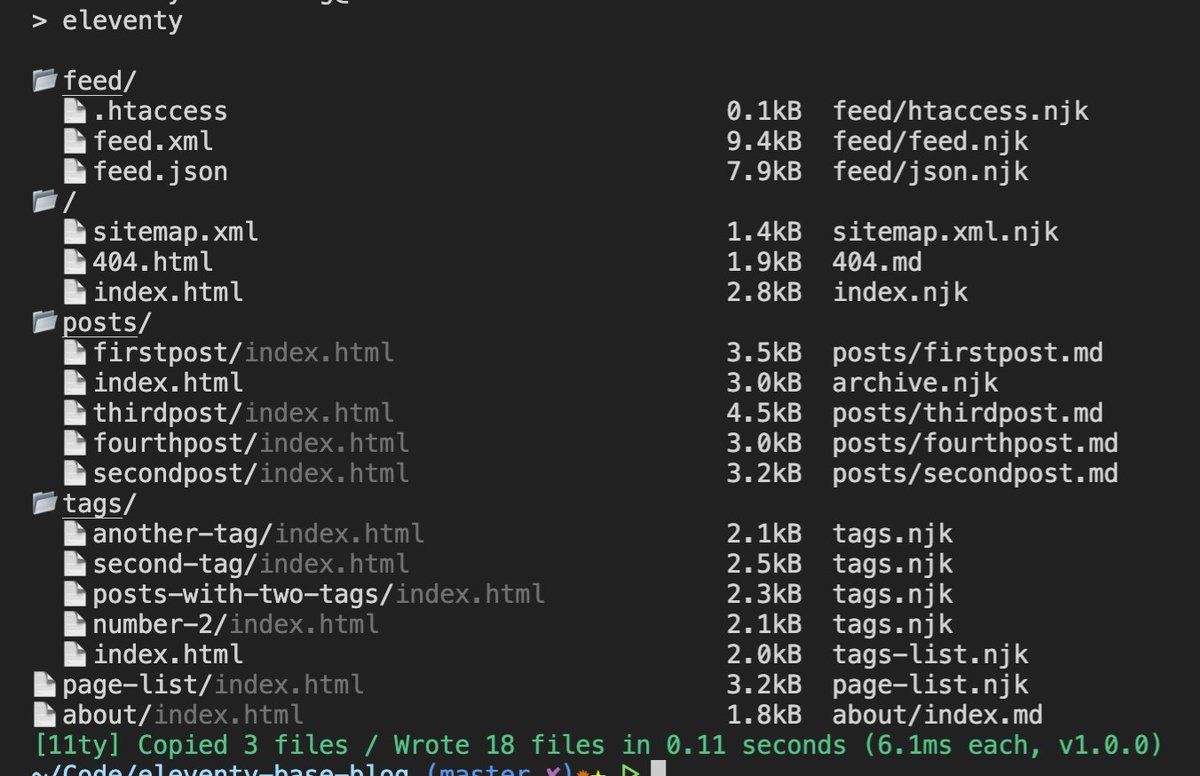 > eleventy
feed/
.htaccess 0.1kB feed/htaccess.njk
feed.xml 9.4kB feed/feed.njk
feed.json 7.9kB feed/json.njk
/
sitemap.xml 1.4kB sitemap.xml.njk
404.html 1.9kB 404.md
index.html 2.8kB index.njk
posts/
firstpost/index.html 3.5kB posts/firstpost.md
index.html 3.0kB archive.njk
thirdpost/index.html 4.5kB posts/thirdpost.md
fourthpost/index.html 3.0kB posts/fourthpost.md
secondpost/index.html 3.2kB posts/secondpost.md
tags/
another-tag/index.html 2.1kB tags.njk
second-tag/index.html 2.5kB tags.njk
posts-with-two-tags/index.html 2.3kB tags.njk
number-2/index.html 2.1kB tags.njk
index.html 2.0kB tags-list.njk
page-list/index.html 3.2kB page-list.njk
about/index.html 1.8kB about/index.md
[11ty] Copied 3 files / Wrote 18 files in 0.11 seconds (6.1ms each, v1.0.0)
~/Code/eleventy-base-blog (master ✘)